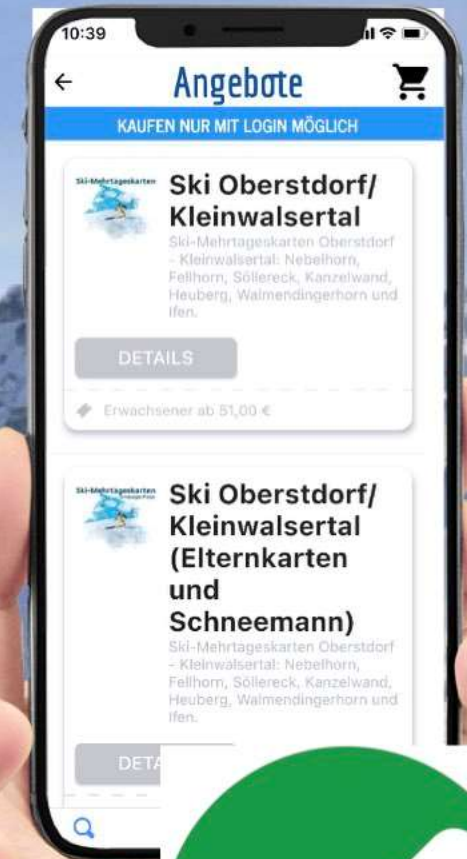 10:39
Angebote
KAUFEN NUR MIT LOGIN MÖGLICH
Ski-Mehrtageskarten
Ski Oberstdorf/
Kleinwalsertal
Ski-Mehrtageskarten Oberstdorf
- Kleinwalsertal: Nebelhorn,
Fellhorn, Söllereck, Kanzelwand,
Heuberg, Walmendingerhorn und
Ifen.
DETAILS
Erwachsener ab 51,00 €
Ski-Mehrtageskarten
Ski Oberstdorf/
Kleinwalsertal
(Elternkarten
und
Schneemann)
Ski-Mehrtageskarten Oberstdorf
- Kleinwalsertal: Nebelhorn,
Fellhorn, Söllereck, Kanzelwand,
Heuberg, Walmendingerhorn und
Ifen.